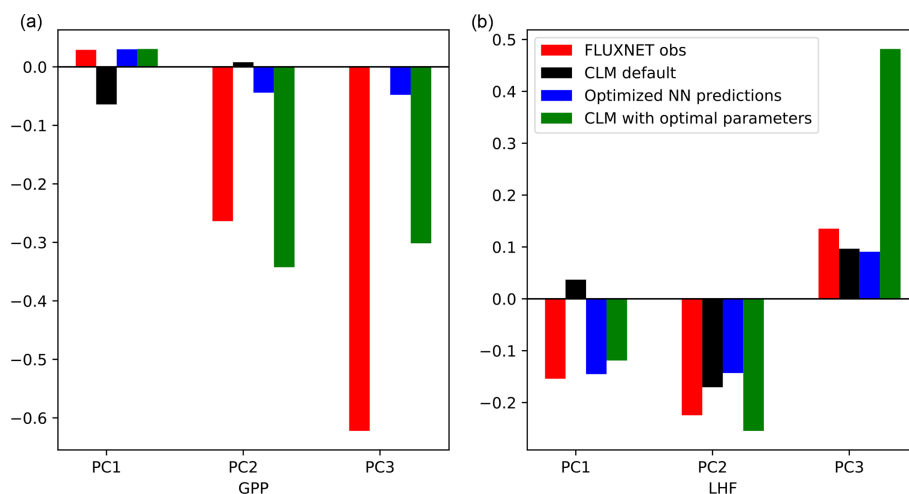 (a)
0.0
−0.1
−0.2
−0.3
−0.4
−0.5
−0.6
PC1
PC2
PC3
GPP
(b)
0.5
0.4
0.3
0.2
0.1
0.0
−0.1
−0.2
FLUXNET obs
CLM default
Optimized NN predictions
CLM with optimal parameters
PC1
PC2
PC3
LHF